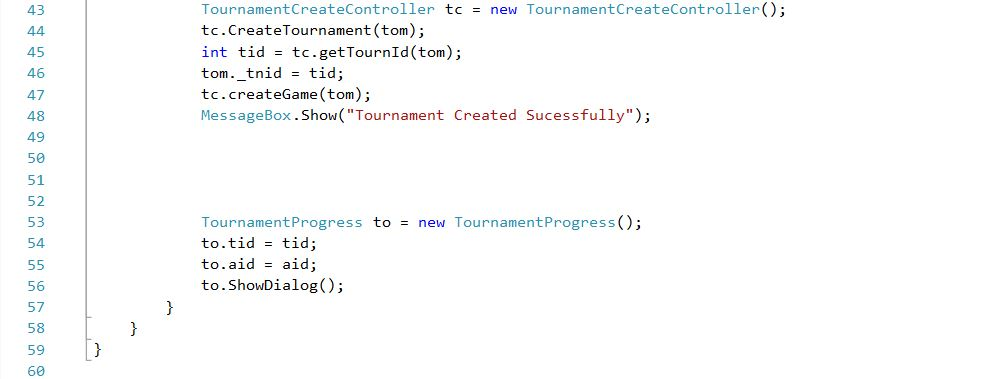 43 TournamentCreateController tc = new TournamentCreateController();
44 tc.CreateTournament(tom);
45 int tid = tc.getTournId(tom);
46 tom._tnid = tid;
47 tc.createGame(tom);
48 MessageBox.Show("Tournament Created Sucessfully");
49
50
51
52
53 TournamentProgress to = new TournamentProgress();
54 to.tid = tid;
55 to.aid = aid;
56 to.ShowDialog();
57 }
58 }
59 }
60